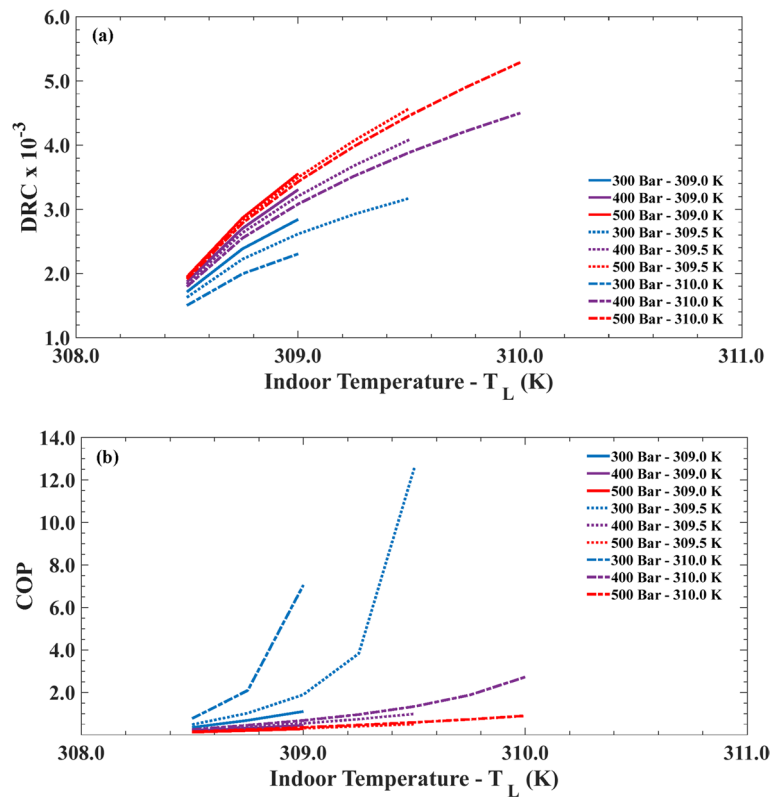 (a)
6.0
5.0
4.0
3.0
2.0
1.0
DRC x 10^-3
300 Bar - 309.0 K
400 Bar - 309.0 K
500 Bar - 309.0 K
300 Bar - 309.5 K
400 Bar - 309.5 K
500 Bar - 309.5 K
300 Bar - 310.0 K
400 Bar - 310.0 K
500 Bar - 310.0 K
308.0 309.0 310.0 311.0
Indoor Temperature - T_L (K)
(b)
14.0
12.0
10.0
8.0
6.0
4.0
2.0
COP
300 Bar - 309.0 K
400 Bar - 309.0 K
500 Bar - 309.0 K
300 Bar - 309.5 K
400 Bar - 309.5 K
500 Bar - 309.5 K
300 Bar - 310.0 K
400 Bar - 310.0 K
500 Bar - 310.0 K
308.0 309.0 310.0 311.0
Indoor Temperature - T_L (K)